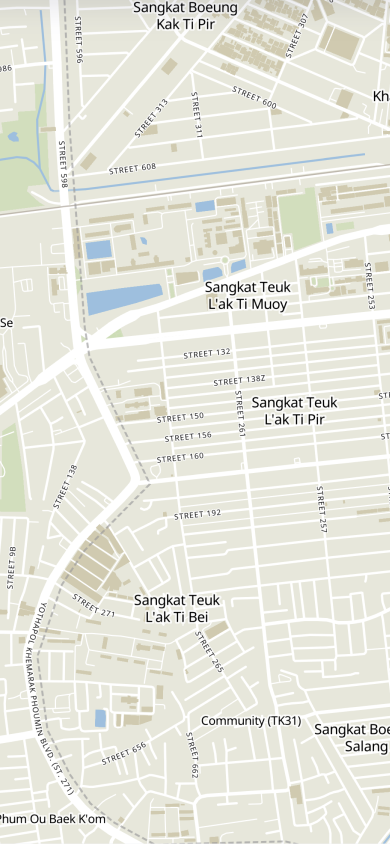 Sangkat Boeung
Kak Ti Pir
STREET 596
STREET 307
086
Kh
STREET 600
STREET 313
STREET 311
STREET 598
STREET 608
Sangkat Teuk
L'ak Ti Muoy
STREET 253
Se
STREET 132
STREET 138Z
STREET 261
Sangkat Teuk
L'ak Ti Pir
STR
STREET 150
STREET 156
STREET 160
ST
STREET 138
STREET 257
STREET 192
STREET 9B
STREET 271
Sangkat Teuk
L'ak Ti Bei
STREET 265
YOTHAPOL KHEMARAK PHOUMIN BLVD. (ST. 271)
Community (TK31)
Sangkat Boe
Salang
STREET 656
STREET 662
Phum Ou Baek K'om